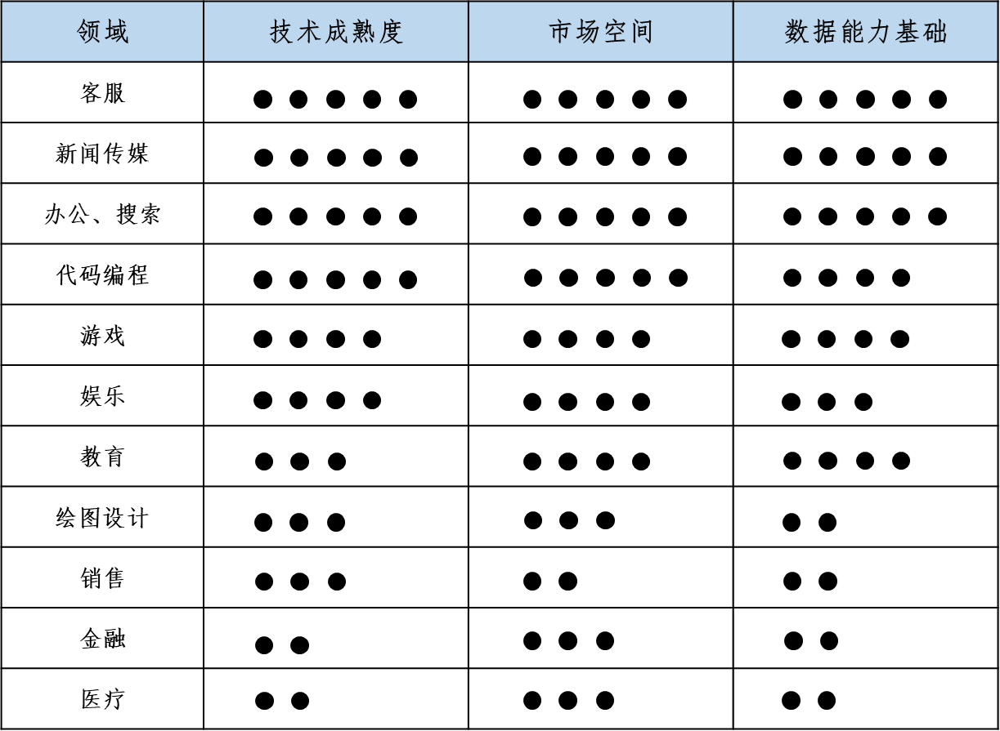 领域 技术成熟度 市场空间 数据能力基础
客服 ●●●●● ●●●●● ●●●●●
新闻传媒 ●●●●● ●●●●● ●●●●●
办公、搜索 ●●●●● ●●●●● ●●●●●
代码编程 ●●●●● ●●●●● ●●●●
游戏 ●●●● ●●●● ●●●●
娱乐 ●●●● ●●●● ●●●
教育 ●●● ●●●● ●●●●
绘图设计 ●●● ●●● ●●
销售 ●●● ●● ●●
金融 ●● ●●● ●●
医疗 ●● ●●● ●●